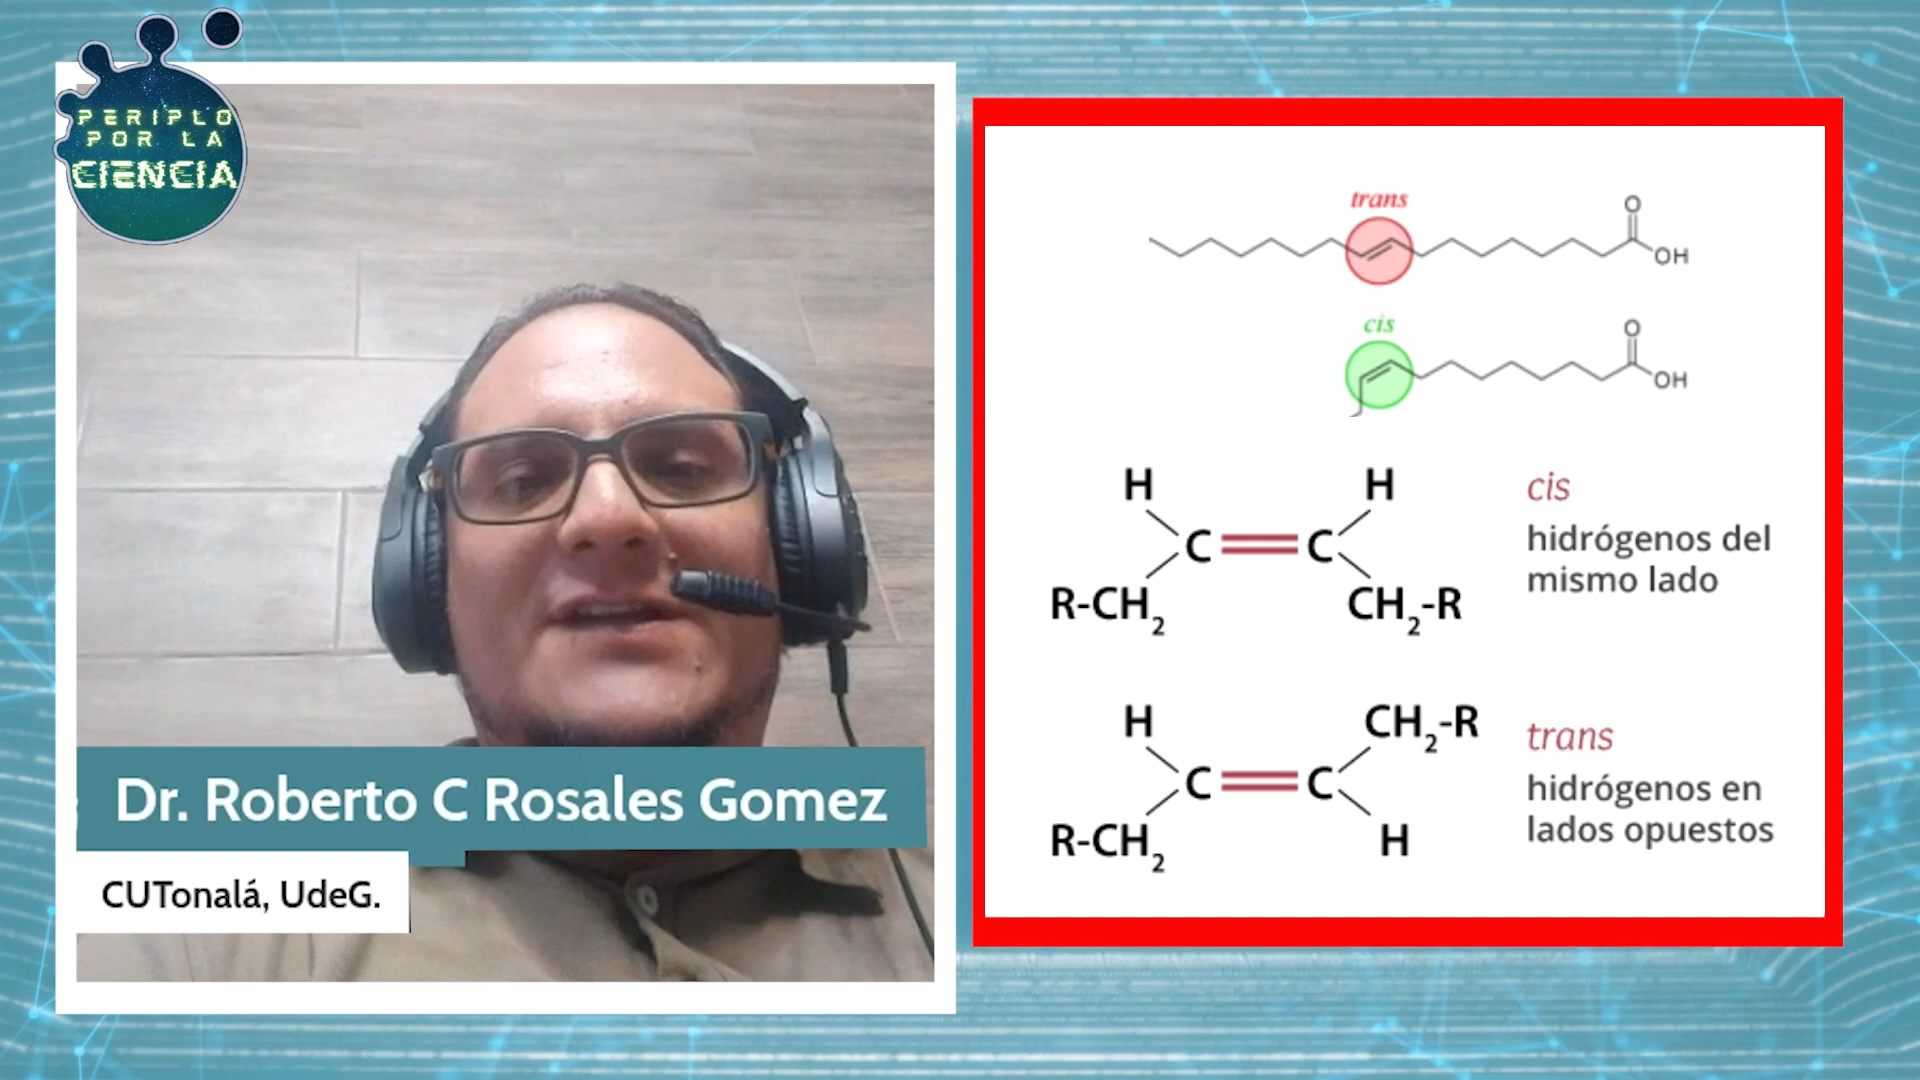 PERIPLO
POR LA
CIENCIA
Dr. Roberto C Rosales Gomez
CUTonalá, UdeG.
trans
O
OH
cis
O
OH
H H
C C
R-CH₂ CH₂-R
cis
hidrógenos del
mismo lado
H CH₂-R
C C
R-CH₂ H
trans
hidrógenos en
lados opuestos